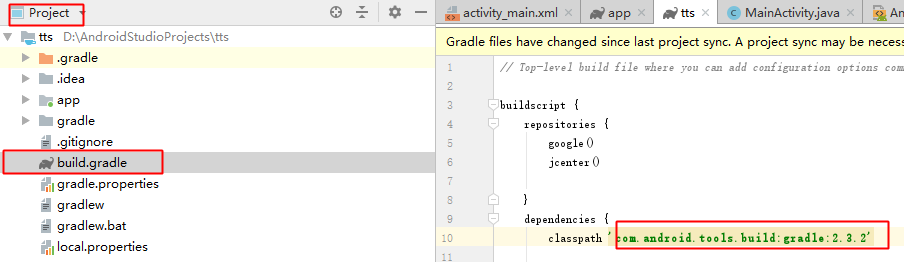 Project
tts D:\AndroidStudioProjects\tts
.gradle
.idea
app
gradle
.gitignore
build.gradle
gradle.properties
gradlew
gradlew.bat
local.properties
activity_main.xml
app
tts
MainActivity.java
Gradle files have changed since last project sync. A project sync may be necess
1 // Top-level build file where you can add configuration options com
2
3 buildscript {
4 repositories {
5 google()
6 jcenter()
7
8 }
9 dependencies {
10 classpath 'com.android.tools.build:gradle:2.3.2'